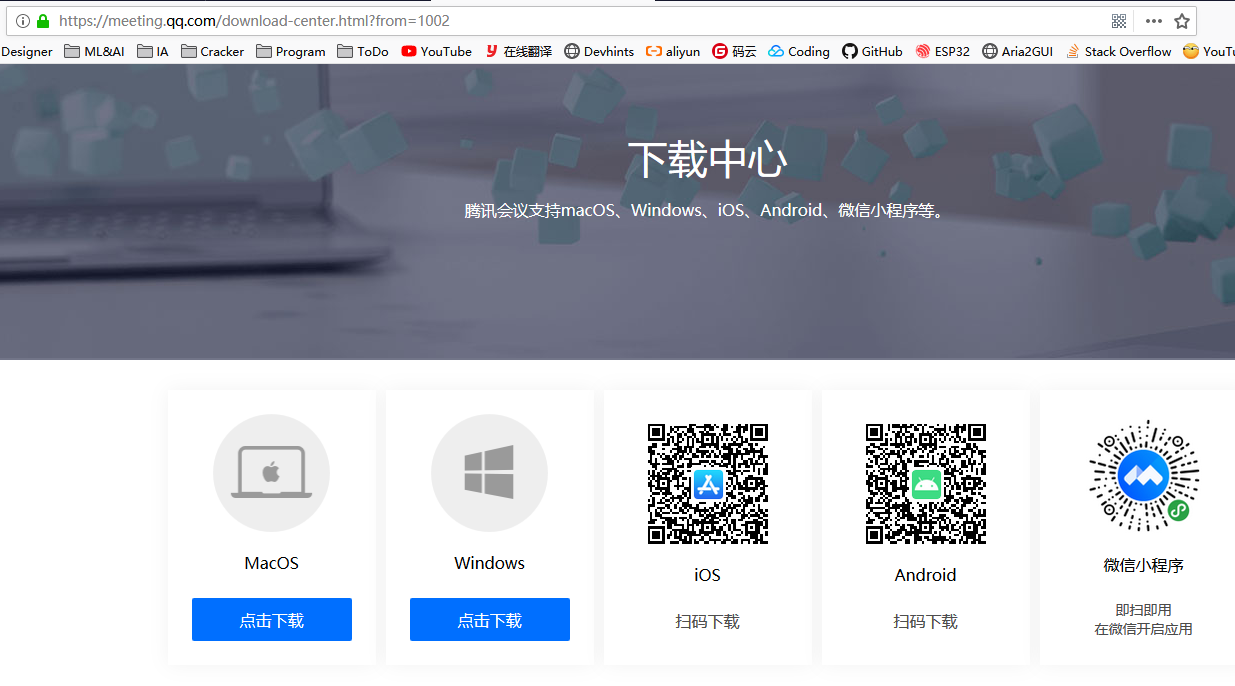 https://meeting.qq.com/download-center.html?from=1002
Designer ML&AI IA Cracker Program ToDo YouTube 在线翻译 Devhints aliyun 码云 Coding GitHub ESP32 Aria2GUI Stack Overflow YouTu
下载中心
腾讯会议支持macOS、Windows、iOS、Android、微信小程序等。
MacOS
点击下载
Windows
点击下载
iOS
扫码下载
Android
扫码下载
微信小程序
即扫即用
在微信开启应用